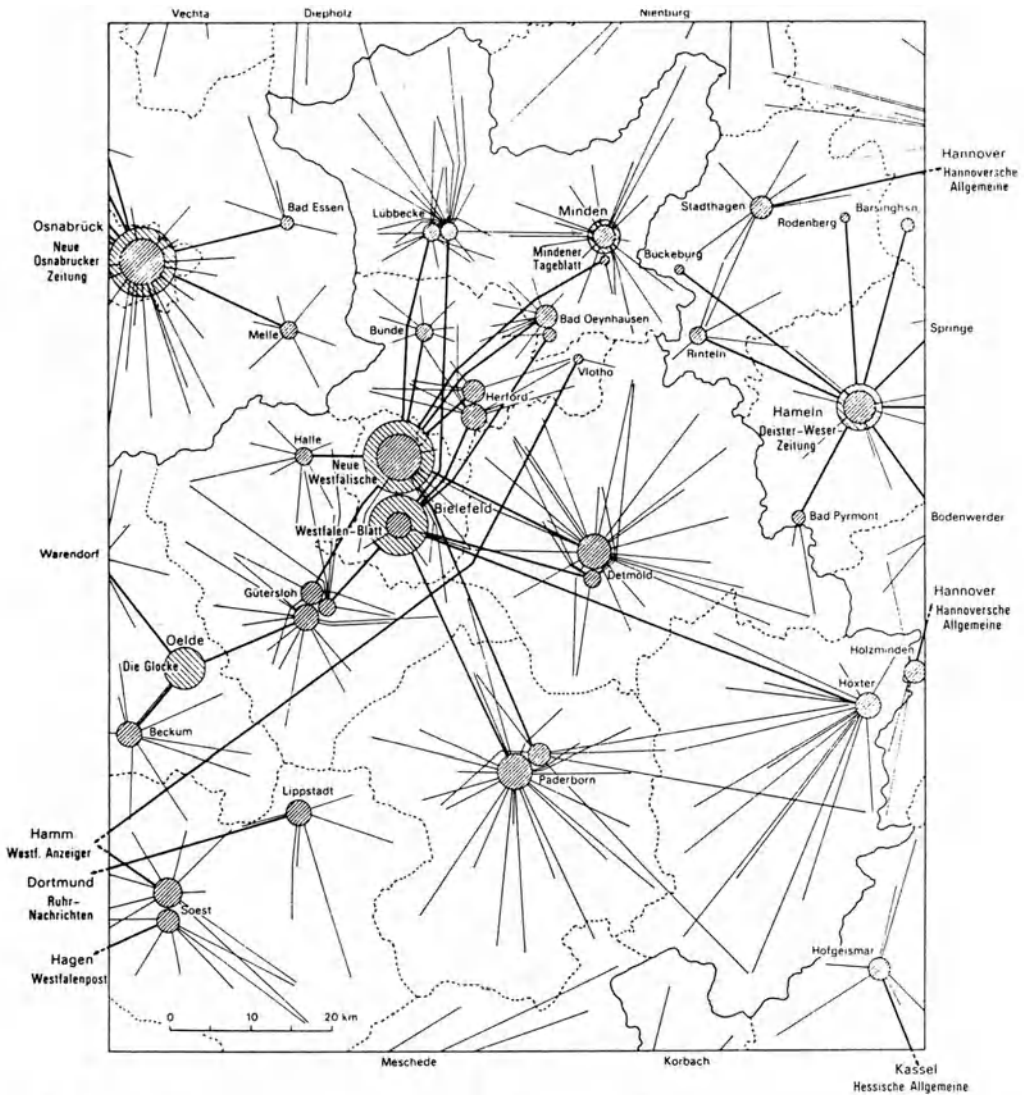 Vechta
Diepholz
Nienburg
Hannover
Hannoversche
Allgemeine
Bad Essen
Lübbecke
Minden
Stadthagen
Rodenberg
Barsinghsn.
Osnabrück
Neue
Osnabrucker
Zeitung
Mindener
Tageblatt
Buckeburg
Melle
Bunde
Bad Oeynhausen
Rinteln
Springe
Vlotho
Herford
Hameln
Deister-Weser
Zeitung
Halle
Neue
Westfälische
Bielefeld
Westfalen-Blatt
Bad Pyrmont
Bodenwerder
Warendorf
Detmold
Gütersloh
Hannover
Hannoversche
Allgemeine
Oelde
Die Glocke
Holzminden
Höxter
Beckum
Paderborn
Lippstadt
Hamm
Westf. Anzeiger
Dortmund
Ruhr-
Nachrichten
Soest
Hagen
Westfalenpost
Hofgeismar
0 10 20 km
Meschede
Korbach
Kassel
Hessische Allgemeine